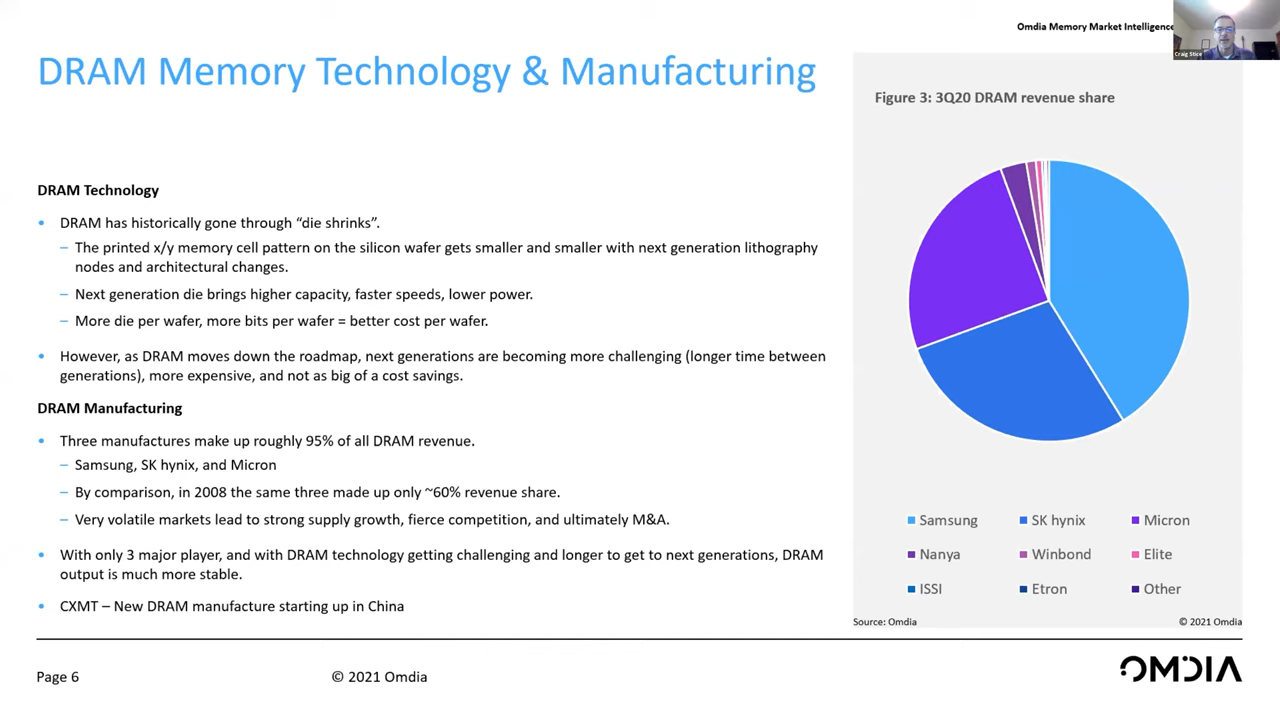 Omdia Memory Market Intelligence
Craig Stice
DRAM Memory Technology & Manufacturing
DRAM Technology
• DRAM has historically gone through “die shrinks”.
– The printed x/y memory cell pattern on the silicon wafer gets smaller and smaller with next generation lithography
nodes and architectural changes.
– Next generation die brings higher capacity, faster speeds, lower power.
– More die per wafer, more bits per wafer = better cost per wafer.
• However, as DRAM moves down the roadmap, next generations are becoming more challenging (longer time between
generations), more expensive, and not as big of a cost savings.
DRAM Manufacturing
• Three manufactures make up roughly 95% of all DRAM revenue.
– Samsung, SK hynix, and Micron
– By comparison, in 2008 the same three made up only ~60% revenue share.
– Very volatile markets lead to strong supply growth, fierce competition, and ultimately M&A.
• With only 3 major player, and with DRAM technology getting challenging and longer to get to next generations, DRAM
output is much more stable.
• CXMT – New DRAM manufacture starting up in China
Figure 3: 3Q20 DRAM revenue share
Samsung SK hynix Micron
Nanya Winbond Elite
ISSI Etron Other
Source: Omdia © 2021 Omdia
Page 6 © 2021 Omdia
OMDIA